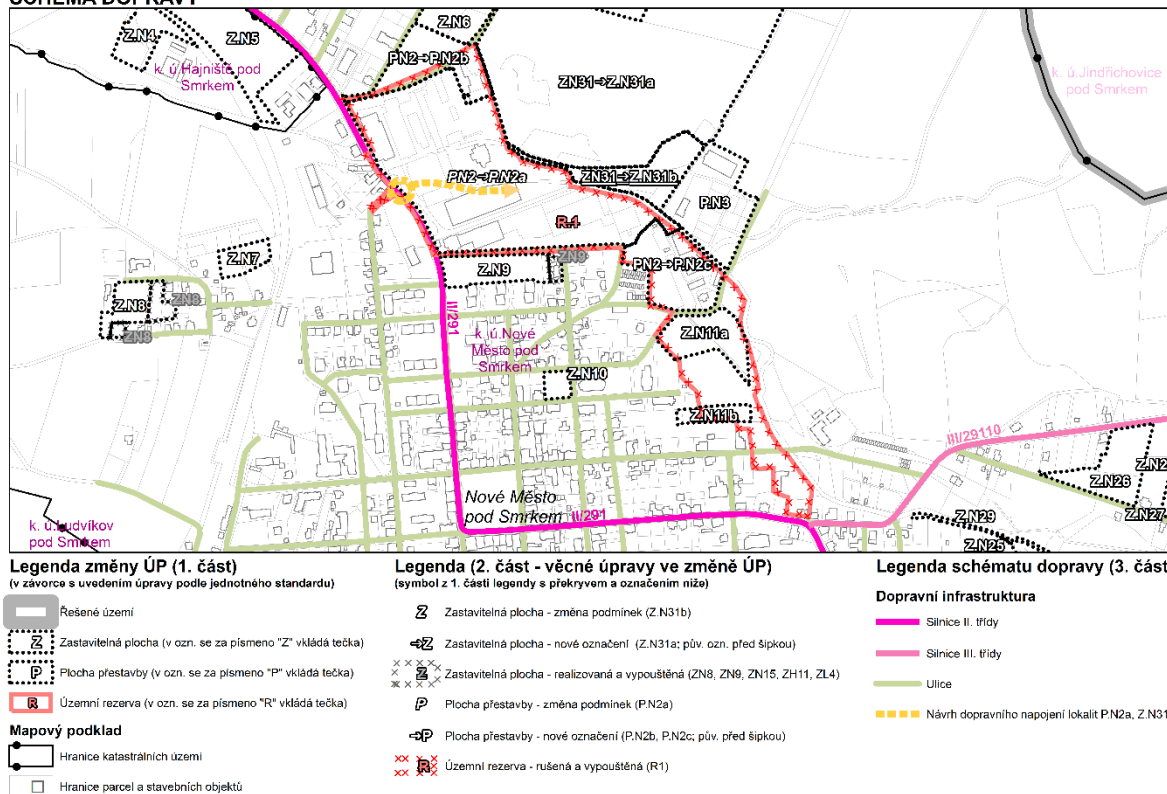 SCHÉMA DOPRAVY
Z.N4
Z.N5
Z.N6
PN2→P.N2b
ZN31→Z.N31a
k. ú.Hajniště pod
Smrkem
k. ú.Jindřichovice
pod Smrkem
PN2→P.N2a
ZN31→Z.N31b
P.N3
R.1
Z.N7
Z.N9
ZN9
PN2→P.N2c
Z.N8
ZN8
ZN8
II/291
k. ú.Nové
Město pod
Smrkem
Z.N11a
Z.N10
Z.N11b
III/29110
Z.N26
Z.N2
Z.N27
Nové Město
pod Smrkem
II/291
k. ú.Ludvíkov
pod Smrkem
Z.N29
Z.N25
Legenda změny ÚP (1. část)
(v závorce s uvedením úpravy podle jednotného standardu)
Řešené území
Z Zastavitelná plocha (v ozn. se za písmeno "Z" vkládá tečka)
P Plocha přestavby (v ozn. se za písmeno "P" vkládá tečka)
R Územní rezerva (v ozn. se za písmeno "R" vkládá tečka)
Mapový podklad
Hranice katastrálních území
Hranice parcel a stavebních objektů
Legenda (2. část - věcné úpravy ve změně ÚP)
(symbol z 1. části legendy s překryvem a označením níže)
Z Zastavitelná plocha - změna podmínek (Z.N31b)
→Z Zastavitelná plocha - nové označení (Z.N31a; pův. ozn. před šipkou)
Z Zastavitelná plocha - realizovaná a vypouštěná (ZN8, ZN9, ZN15, ZH11, ZL4)
P Plocha přestavby - změna podmínek (P.N2a)
→P Plocha přestavby - nové označení (P.N2b, P.N2c; pův. před šipkou)
R Územní rezerva - rušená a vypouštěná (R1)
Legenda schématu dopravy (3. část
Dopravní infrastruktura
Silnice II. třídy
Silnice III. třídy
Ulice
Návrh dopravního napojení lokalit P.N2a, Z.N31